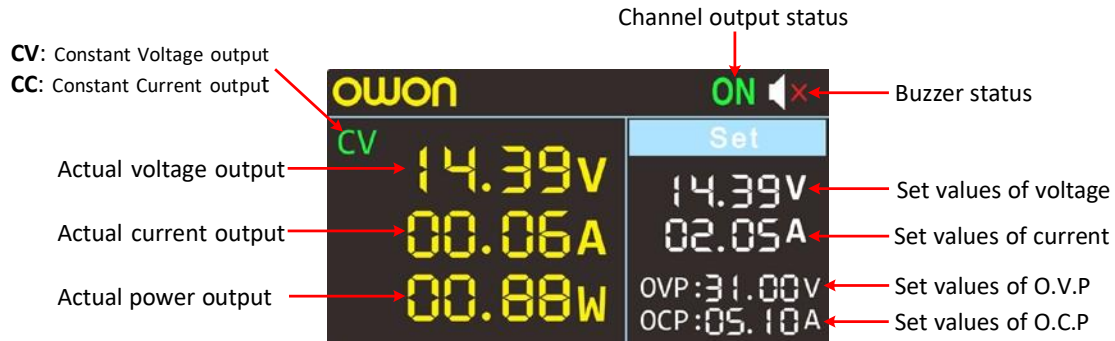 Channel output status
CV: Constant Voltage output
CC: Constant Current output
owon ON
Buzzer status
CV
Set
Actual voltage output
14.39V
14.39V
Set values of voltage
Actual current output
00.06A
02.05A
Set values of current
Actual power output
00.88W
OVP:31.00V
Set values of O.V.P
OCP:05.10A
Set values of O.C.P